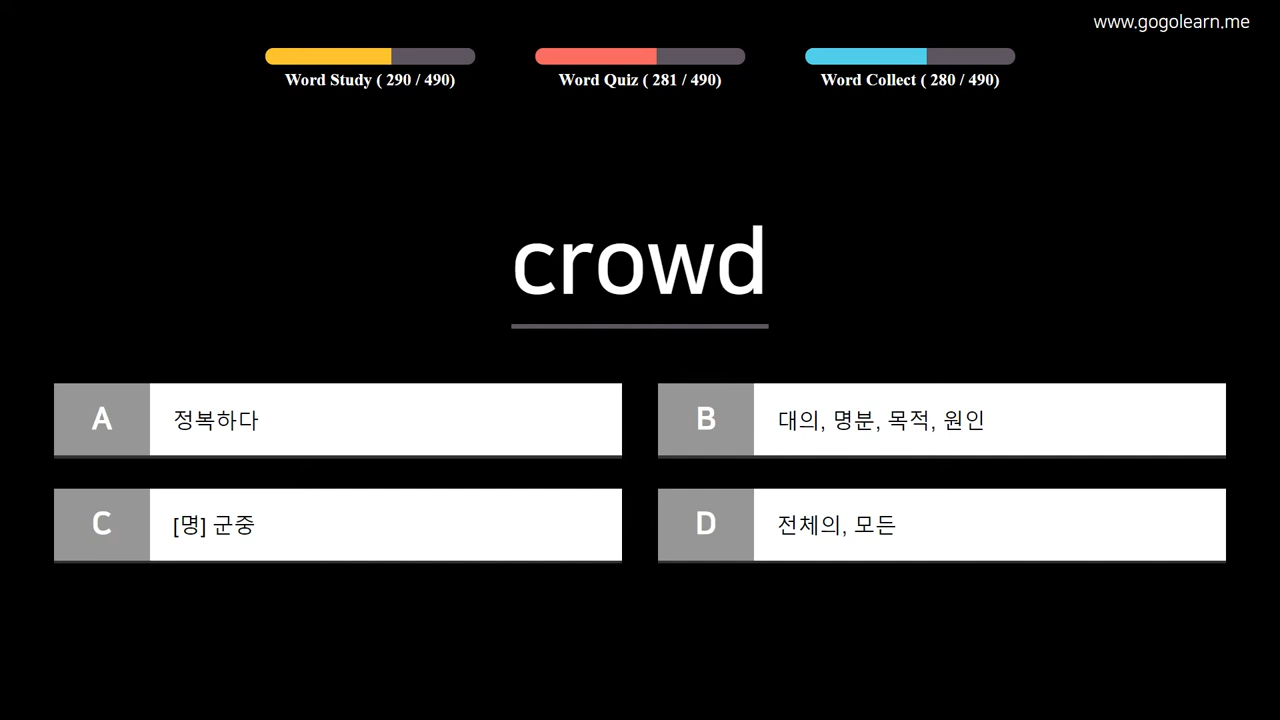 www.gogolearn.me
Word Study ( 290 / 490)
Word Quiz ( 281 / 490)
Word Collect ( 280 / 490)
crowd
A 정복하다
B 대의, 명분, 목적, 원인
C [명] 군중
D 전체의, 모든